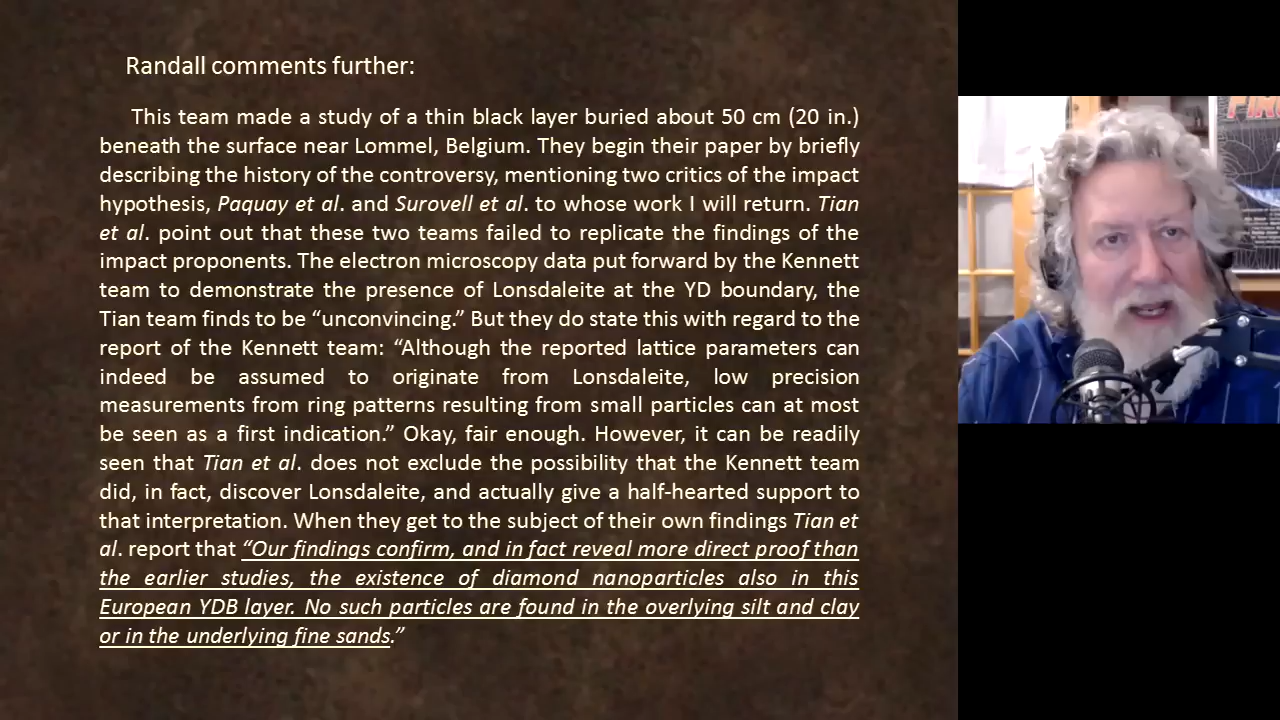 Randall comments further:
This team made a study of a thin black layer buried about 50 cm (20 in.)
beneath the surface near Lommel, Belgium. They begin their paper by briefly
describing the history of the controversy, mentioning two critics of the impact
hypothesis, Paquay et al. and Surovell et al. to whose work I will return. Tian
et al. point out that these two teams failed to replicate the findings of the
impact proponents. The electron microscopy data put forward by the Kennett
team to demonstrate the presence of Lonsdaleite at the YD boundary, the
Tian team finds to be “unconvincing.” But they do state this with regard to the
report of the Kennett team: “Although the reported lattice parameters can
indeed be assumed to originate from Lonsdaleite, low precision
measurements from ring patterns resulting from small particles can at most
be seen as a first indication.” Okay, fair enough. However, it can be readily
seen that Tian et al. does not exclude the possibility that the Kennett team
did, in fact, discover Lonsdaleite, and actually give a half-hearted support to
that interpretation. When they get to the subject of their own findings Tian et
al. report that “Our findings confirm, and in fact reveal more direct proof than
the earlier studies, the existence of diamond nanoparticles also in this
European YDB layer. No such particles are found in the overlying silt and clay
or in the underlying fine sands.”